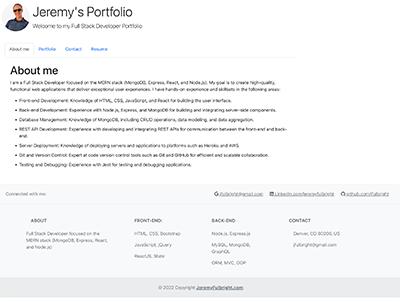 Jeremy's Portfolio
Welcome to my Full Stack Developer Portfolio
About me Portfolio Contact Resume
About me
I am a Full Stack Developer focused on the MERN stack (MongoDB, Express, React, and Node.js). My goal is to create high-quality,
functional web applications that deliver exceptional user experiences. I have hands-on experience and skillsets in the following areas:
Front-end Development: Knowledge of HTML, CSS, JavaScript, and React for building the user interface.
Back-end Development: Experience with Node.js, Express, and MongoDB for building and integrating server-side components.
Database Management: Knowledge of MongoDB, including CRUD operations, data modeling, and data aggregation.
REST API Development: Experience with developing and integrating REST APIs for communication between the front-end and back-
end.
Server Deployment: Knowledge of deploying servers and applications to platforms such as Heroku and AWS.
Git and Version Control: Expert at code version control tools such as Git and GitHub for efficient and scalable collaboration.
Testing and Debugging: Experience with Jest for testing and debugging applications.
Connected with me: jfulbright@gmail.com LinkedIn.com/jeremyfulbright github.com/jfulbright
ABOUT FRONT-END: BACK-END CONTACT
Full Stack Developer focused on the HTML, CSS, Bootstrap Node.js, Express.js Denver, CO 80206, US
MERN stack (MongoDB, Express, React,
and Node.js)
JavaScript, jQuery MySQL, MongoDB, jfulbright@gmail.com
GraphQL
ReactJS, State
ORM, MVC, OOP
© 2022 Copyright: JeremyFulbright.com